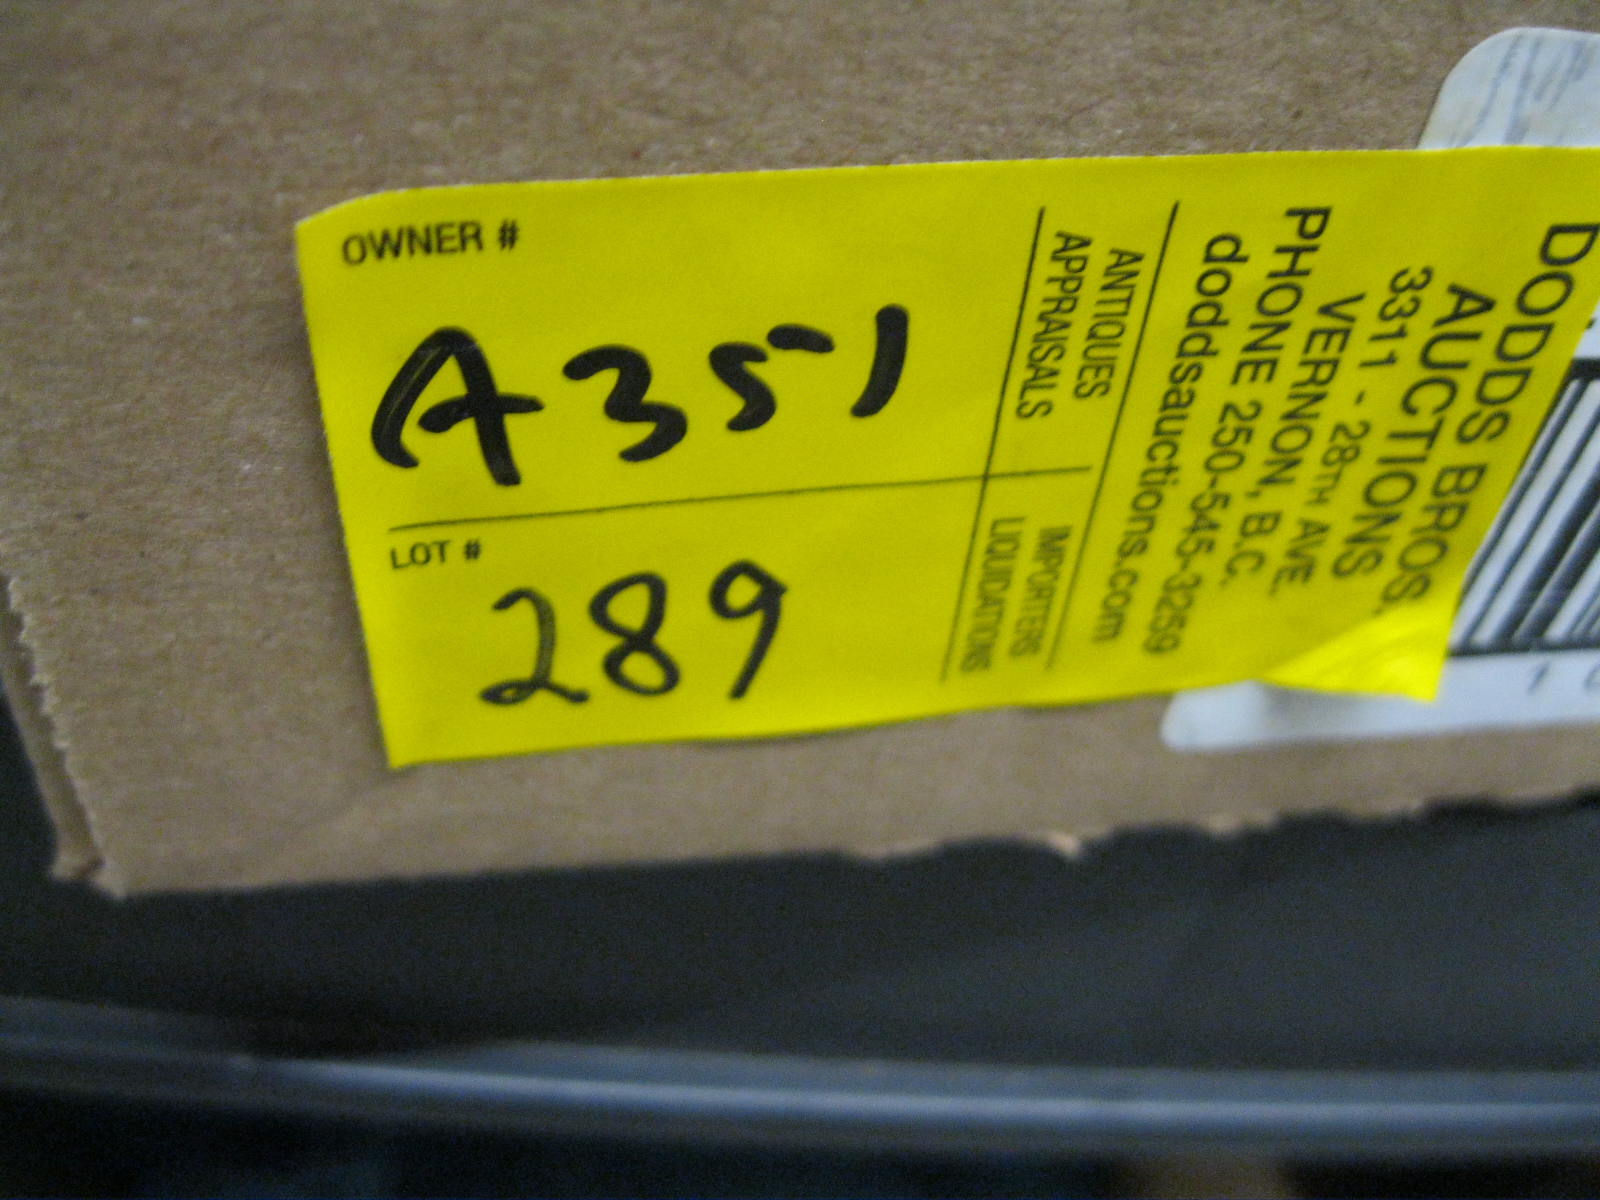 OWNER #
A351
LOT #
289
ANTIQUES
APPRAISALS
IMPORTERS
LIQUIDATIONS
DODDS BROS.
AUCTIONS
3311 - 28TH AVE.
VERNON, B.C.
PHONE 250-545-3259
doddsauctions.com